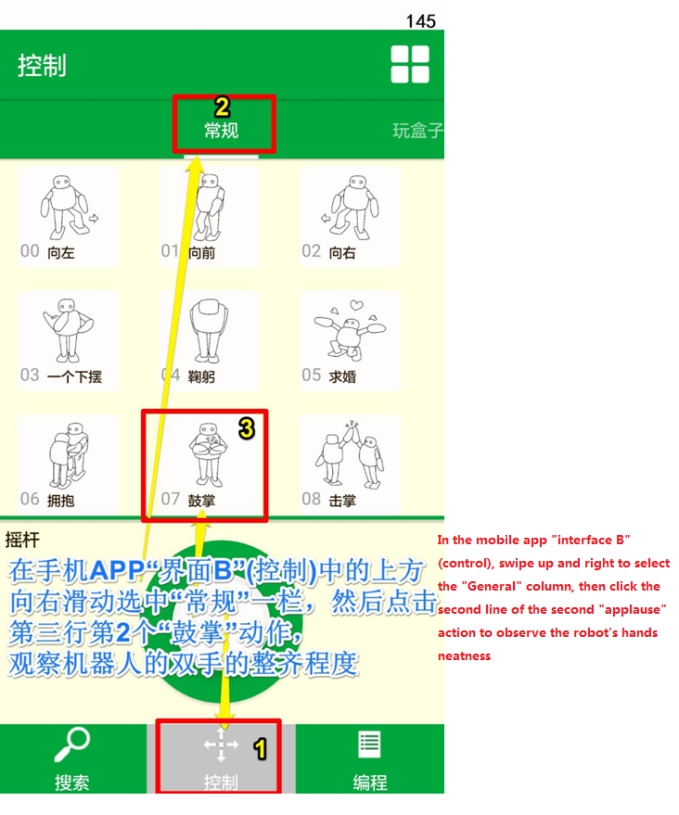 145
控制
2
常规
玩盒子
00 向左
01 向前
02 向右
03 一个下摆
04 鞠躬
05 求婚
3
06 拥抱
07 鼓掌
08 击掌
摇杆
在手机APP“界面B”(控制)中的上方
向右滑动选中“常规”一栏，然后点击
第三行第2个“鼓掌”动作，
观察机器人的双手的整齐程度
In the mobile app "interface B"
(control), swipe up and right to select
the "General" column, then click the
second line of the second "applause"
action to observe the robot's hands
neatness
1
搜索
控制
编程